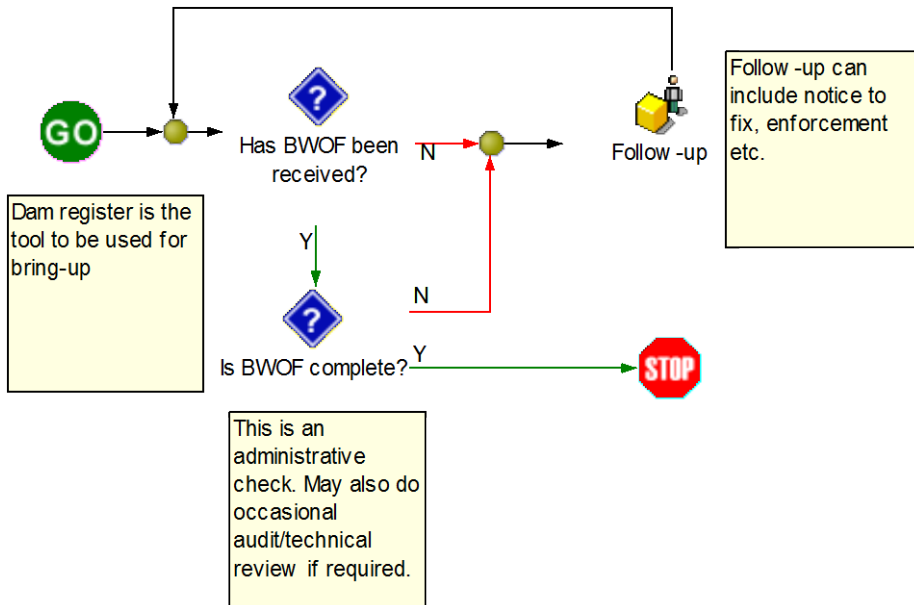 GO
Has BWOF been
received?
N
Follow -up
Follow -up can
include notice to
fix, enforcement
etc.
Dam register is the
tool to be used for
bring-up
Y
N
Is BWOF complete?
Y
STOP
This is an
administrative
check. May also do
occasional
audit/technical
review  if required.
?
?